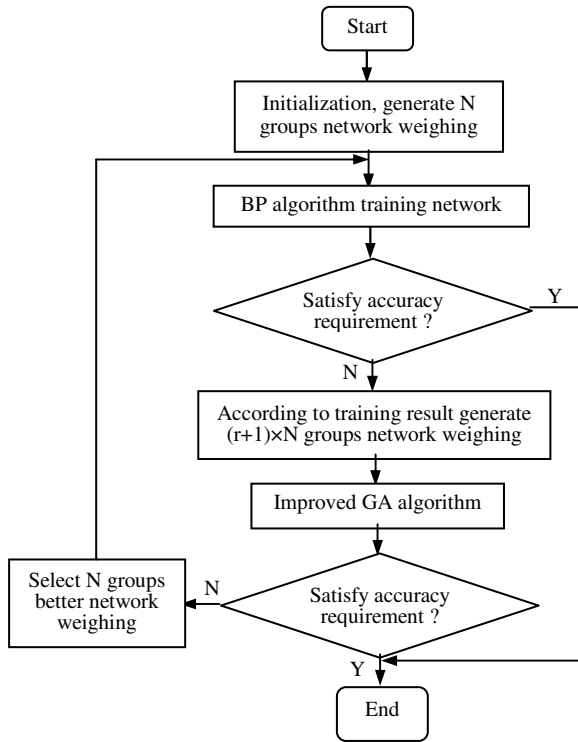 Start
Initialization, generate N
groups network weighing
BP algorithm training network
Satisfy accuracy
requirement ?
Y
N
According to training result generate
(r+1)×N groups network weighing
Improved GA algorithm
Satisfy accuracy
requirement ?
N
Select N groups
better network
weighing
Y
End